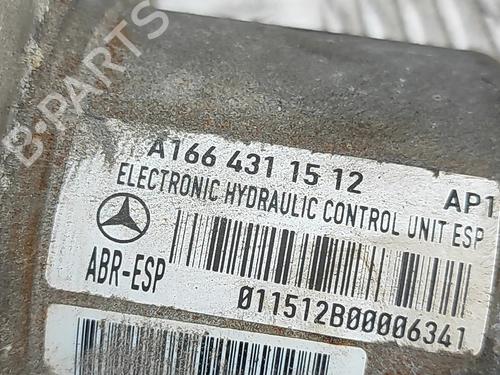 B-PARTS
A166 431 15 12
AP1
ELECTRONIC HYDRAULIC CONTROL UNIT ESP
ABR-ESP
011512B00006341